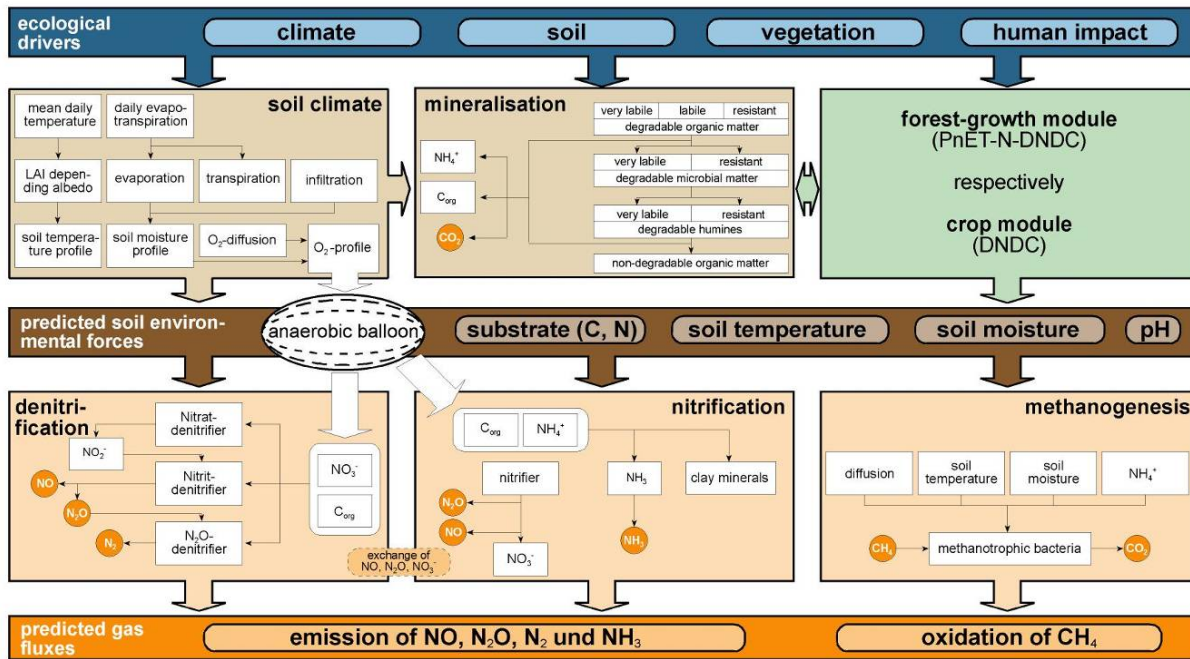 ecological
drivers
climate
soil
vegetation
human impact
soil climate
mean daily
temperature
daily evapo-
transpiration
LAI depen-
ding albedo
evaporation
transpiration
infiltration
soil tempera-
ture profile
soil moisture
profile
O₂-diffusion
O₂-profile
mineralisation
very labile
labile
resistant
degradable organic matter
NH₄⁺
very labile
resistant
degradable microbial matter
Cₒrg
very labile
resistant
degradable humines
CO₂
non-degradable organic matter
forest-growth module
(PnET-N-DNDC)
respectively
crop module
(DNDC)
predicted soil environ-
mental forces
anaerobic balloon
substrate (C, N)
soil temperature
soil moisture
pH
denitri-
fication
Nitrat-
denitrifier
NO₂⁻
Nitrit-
denitrifier
NO
N₂O
N₂O-
denitrifier
N₂
NO₃⁻
Cₒrg
exchange of
NO, N₂O, NO₃⁻
nitrification
Cₒrg
NH₄⁺
nitrifier
NH₃
clay minerals
N₂O
NO
NO₃⁻
NH₃
methanogenesis
diffusion
soil
temperature
soil
moisture
NH₄⁺
CH₄
methanotrophic bacteria
CO₂
predicted gas
fluxes
emission of NO, N₂O, N₂ und NH₃
oxidation of CH₄